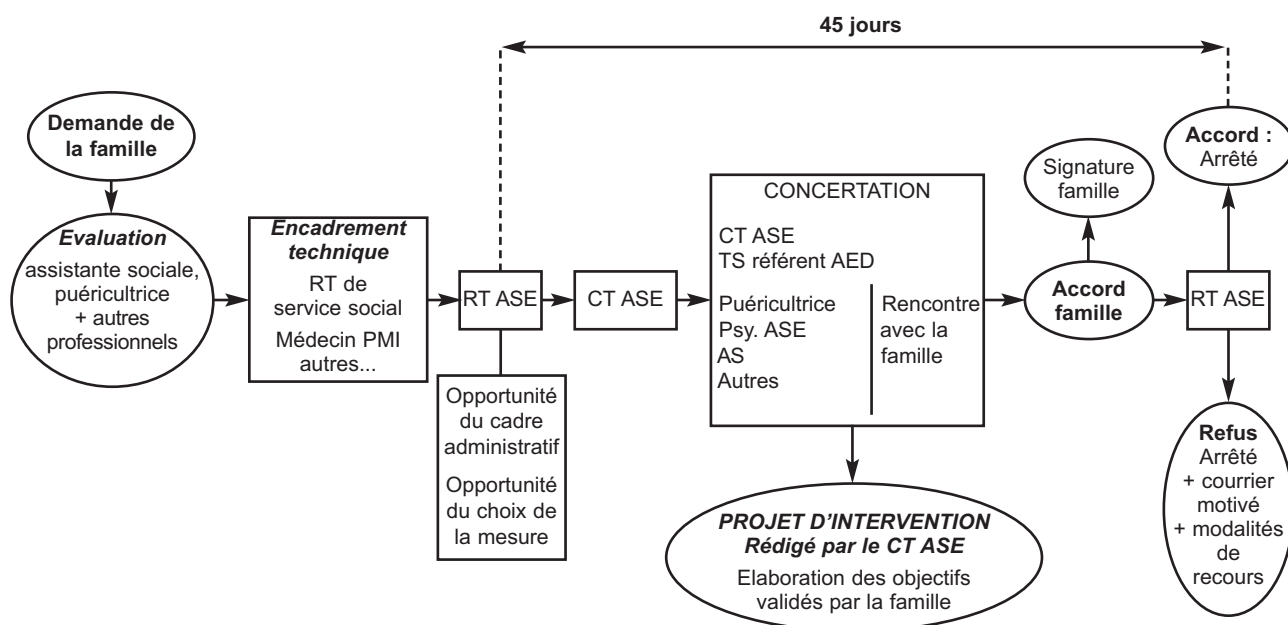 45 jours
Demande de
la famille
Evaluation
assistante sociale,
puéricultrice
+ autres
professionnels
Encadrement
technique
RT de
service social
Médecin PMI
autres...
RT ASE
Opportunité
du cadre
administratif
Opportunité
du choix de
la mesure
CT ASE
CONCERTATION
CT ASE
TS référent AED
Puéricultrice
Psy. ASE
AS
Autres
Rencontre
avec la
famille
PROJET D'INTERVENTION
Rédigé par le CT ASE
Elaboration des objectifs
validés par la famille
Signature
famille
Accord
famille
Accord :
Arrêté
RT ASE
Refus
Arrêté
+ courrier
motivé
+ modalités
de
recours